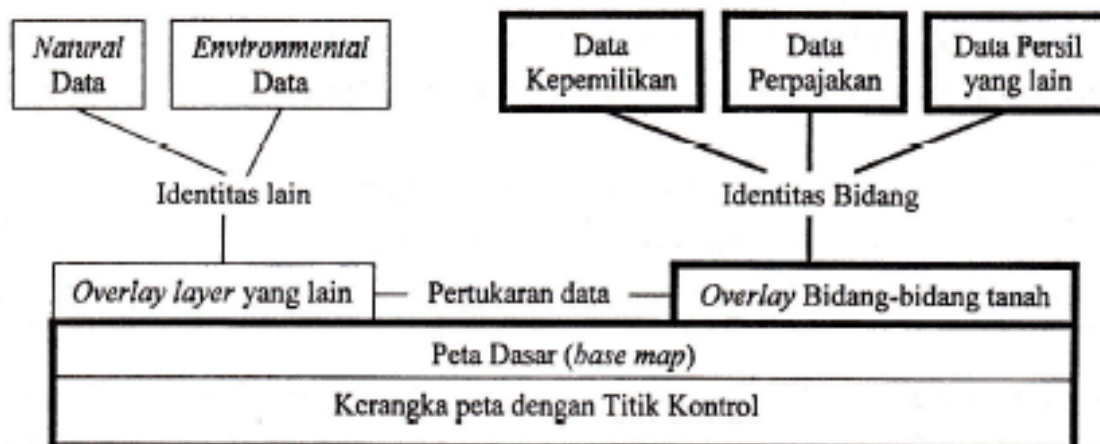 Natural
Data
Environmental
Data
Data
Kepemilikan
Data
Perpajakan
Data Persil
yang lain
Identitas lain
Identitas Bidang
Overlay layer yang lain
Pertukaran data
Overlay Bidang-bidang tanah
Peta Dasar (base map)
Kerangka peta dengan Titik Kontrol